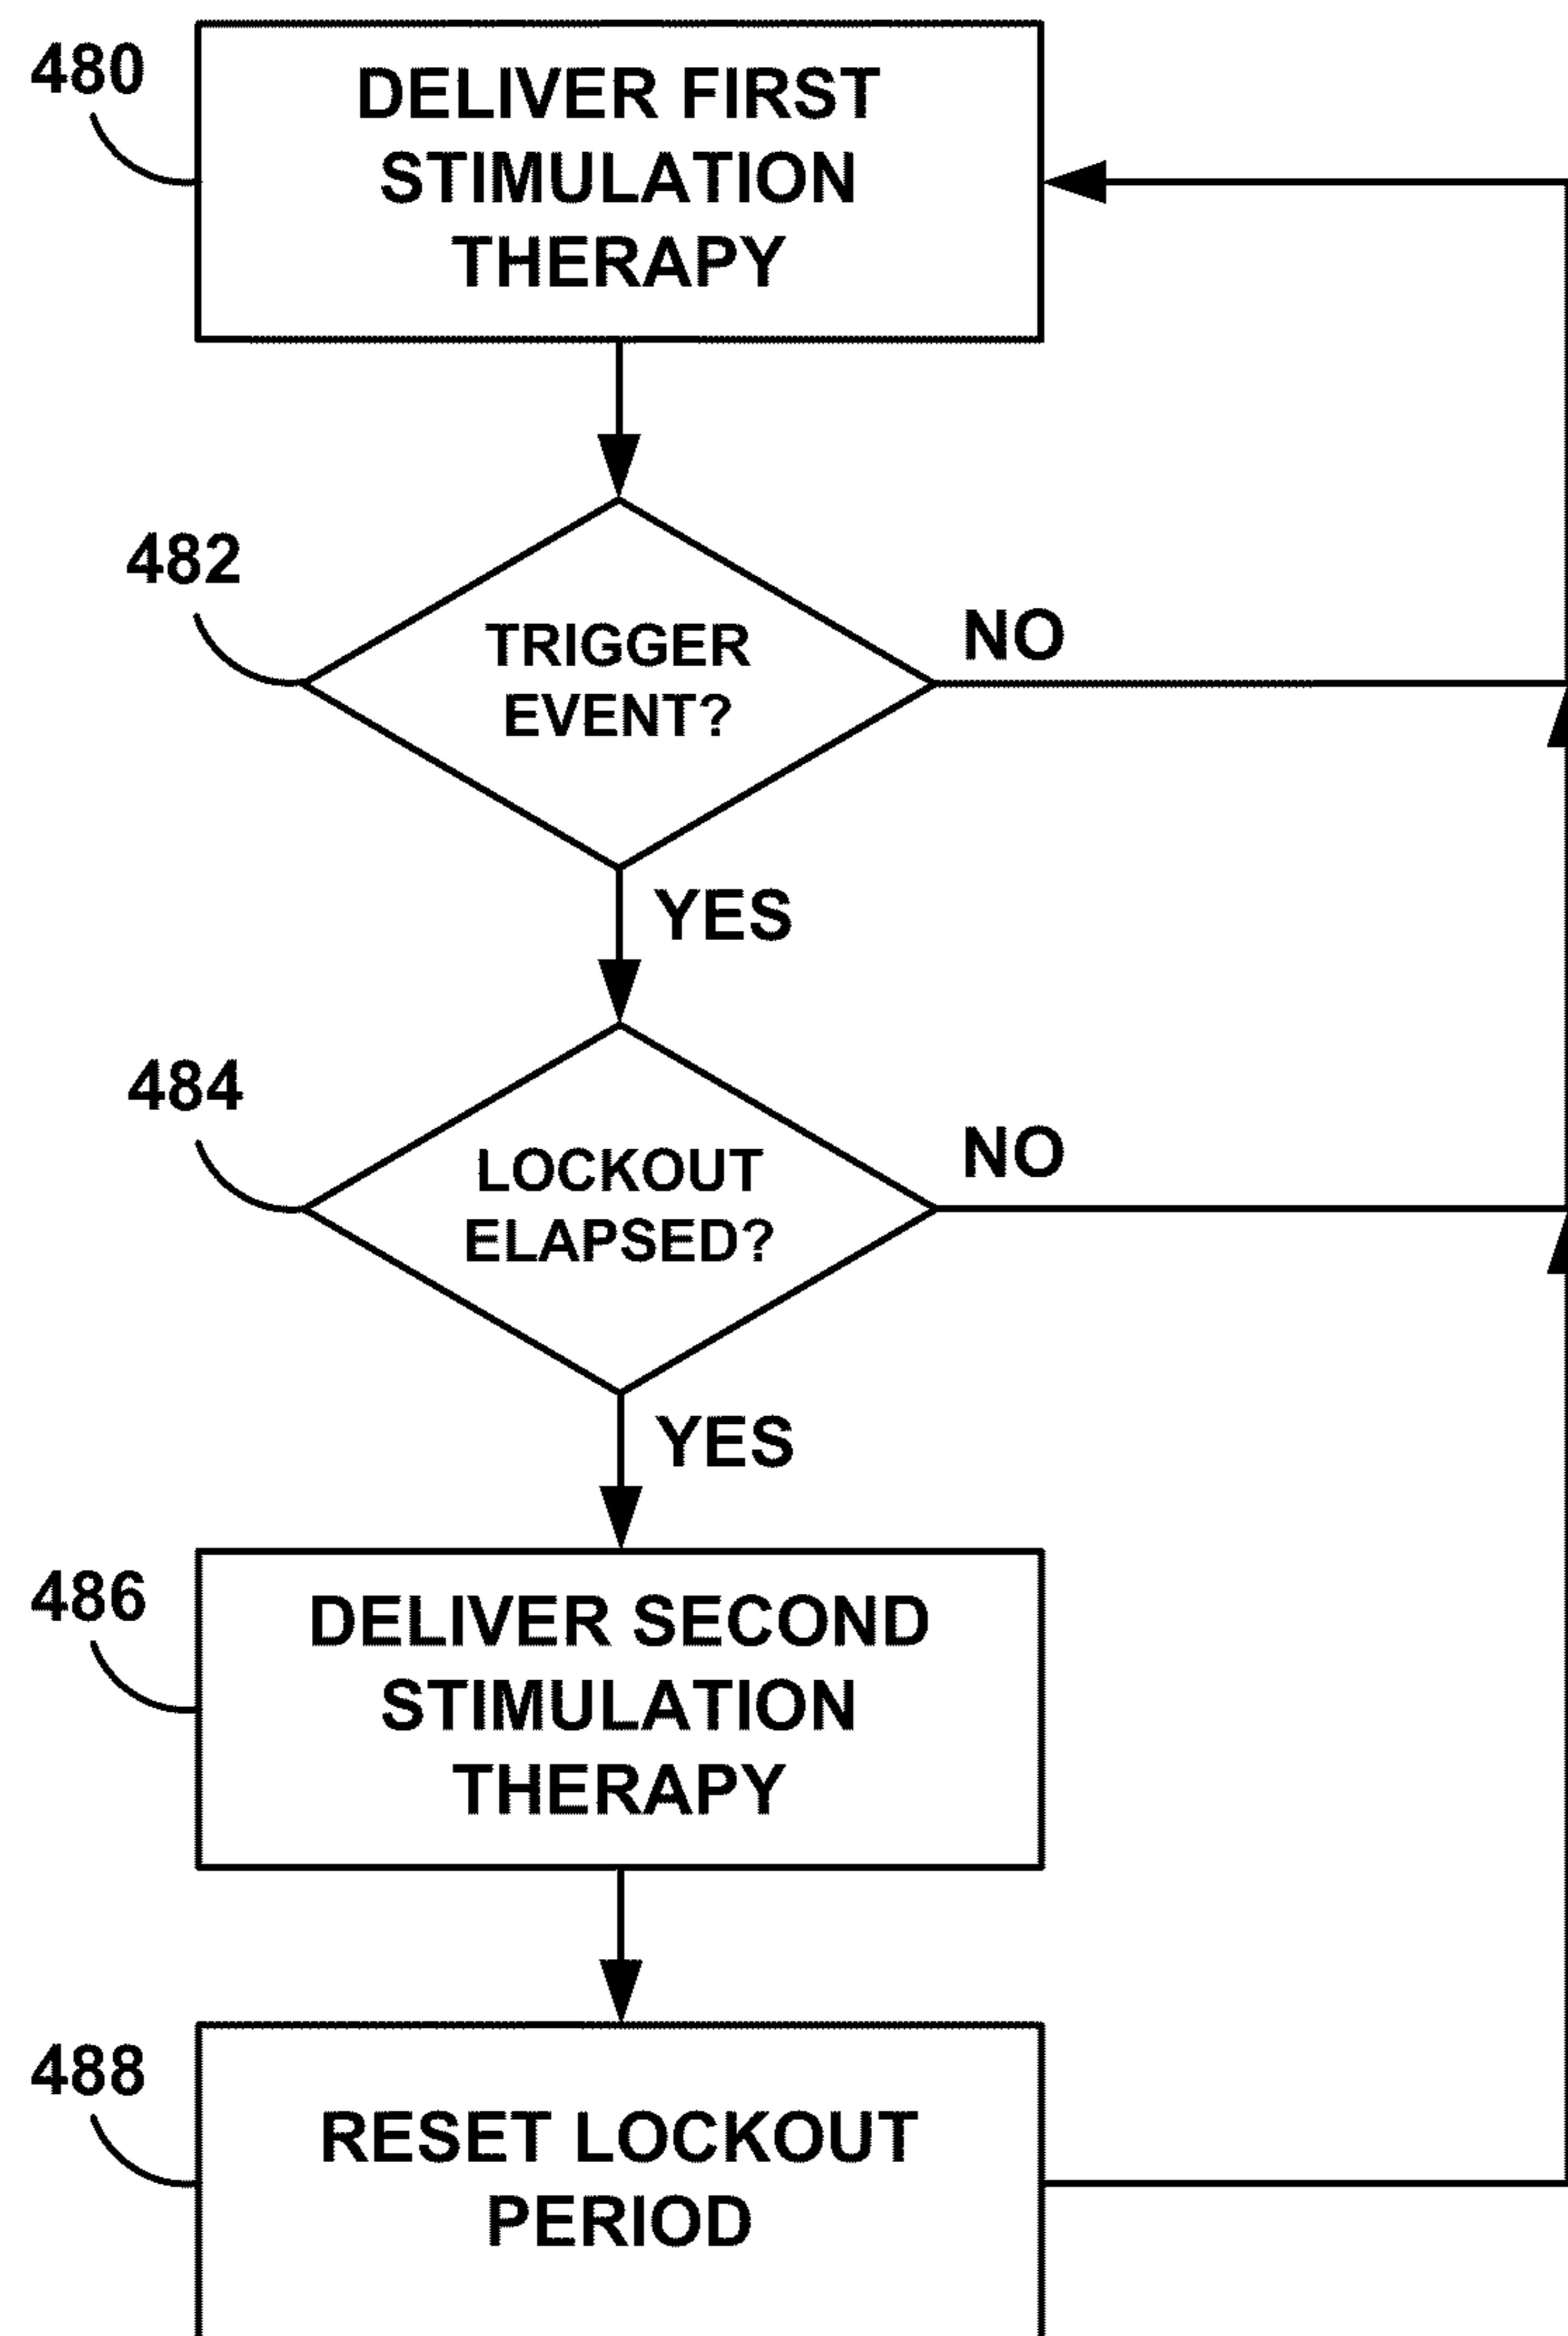 480
DELIVER FIRST
STIMULATION
THERAPY
482
TRIGGER
EVENT?
NO
YES
484
LOCKOUT
ELAPSED?
NO
YES
486
DELIVER SECOND
STIMULATION
THERAPY
488
RESET LOCKOUT
PERIOD